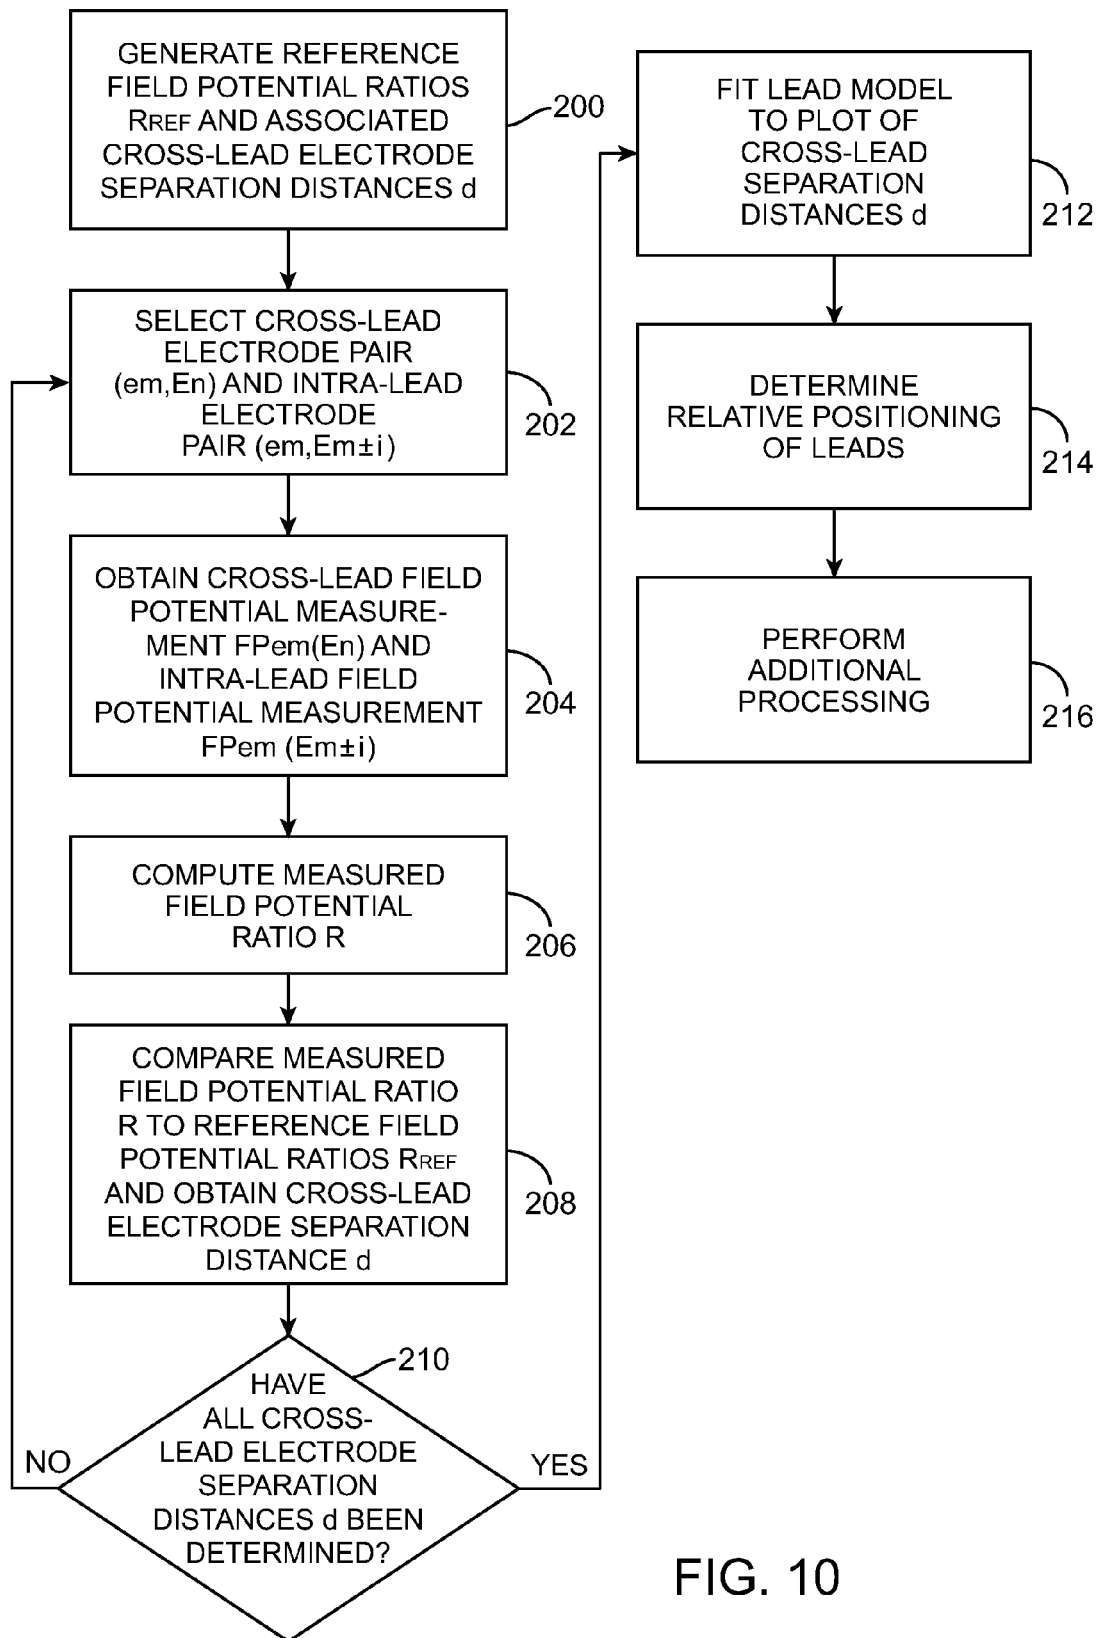 GENERATE REFERENCE
FIELD POTENTIAL RATIOS
RREF AND ASSOCIATED
CROSS-LEAD ELECTRODE
SEPARATION DISTANCES d
200
SELECT CROSS-LEAD
ELECTRODE PAIR
(em,En) AND INTRA-LEAD
ELECTRODE
PAIR (em,Em±i)
202
OBTAIN CROSS-LEAD FIELD
POTENTIAL MEASURE-
MENT FPem(En) AND
INTRA-LEAD FIELD
POTENTIAL MEASUREMENT
FPem (Em±i)
204
COMPUTE MEASURED
FIELD POTENTIAL
RATIO R
206
COMPARE MEASURED
FIELD POTENTIAL RATIO
R TO REFERENCE FIELD
POTENTIAL RATIOS RREF
AND OBTAIN CROSS-LEAD
ELECTRODE SEPARATION
DISTANCE d
208
210
HAVE
ALL CROSS-
LEAD ELECTRODE
SEPARATION
DISTANCES d BEEN
DETERMINED?
NO
YES
FIT LEAD MODEL
TO PLOT OF
CROSS-LEAD
SEPARATION
DISTANCES d
212
DETERMINE
RELATIVE POSITIONING
OF LEADS
214
PERFORM
ADDITIONAL
PROCESSING
216
FIG. 10